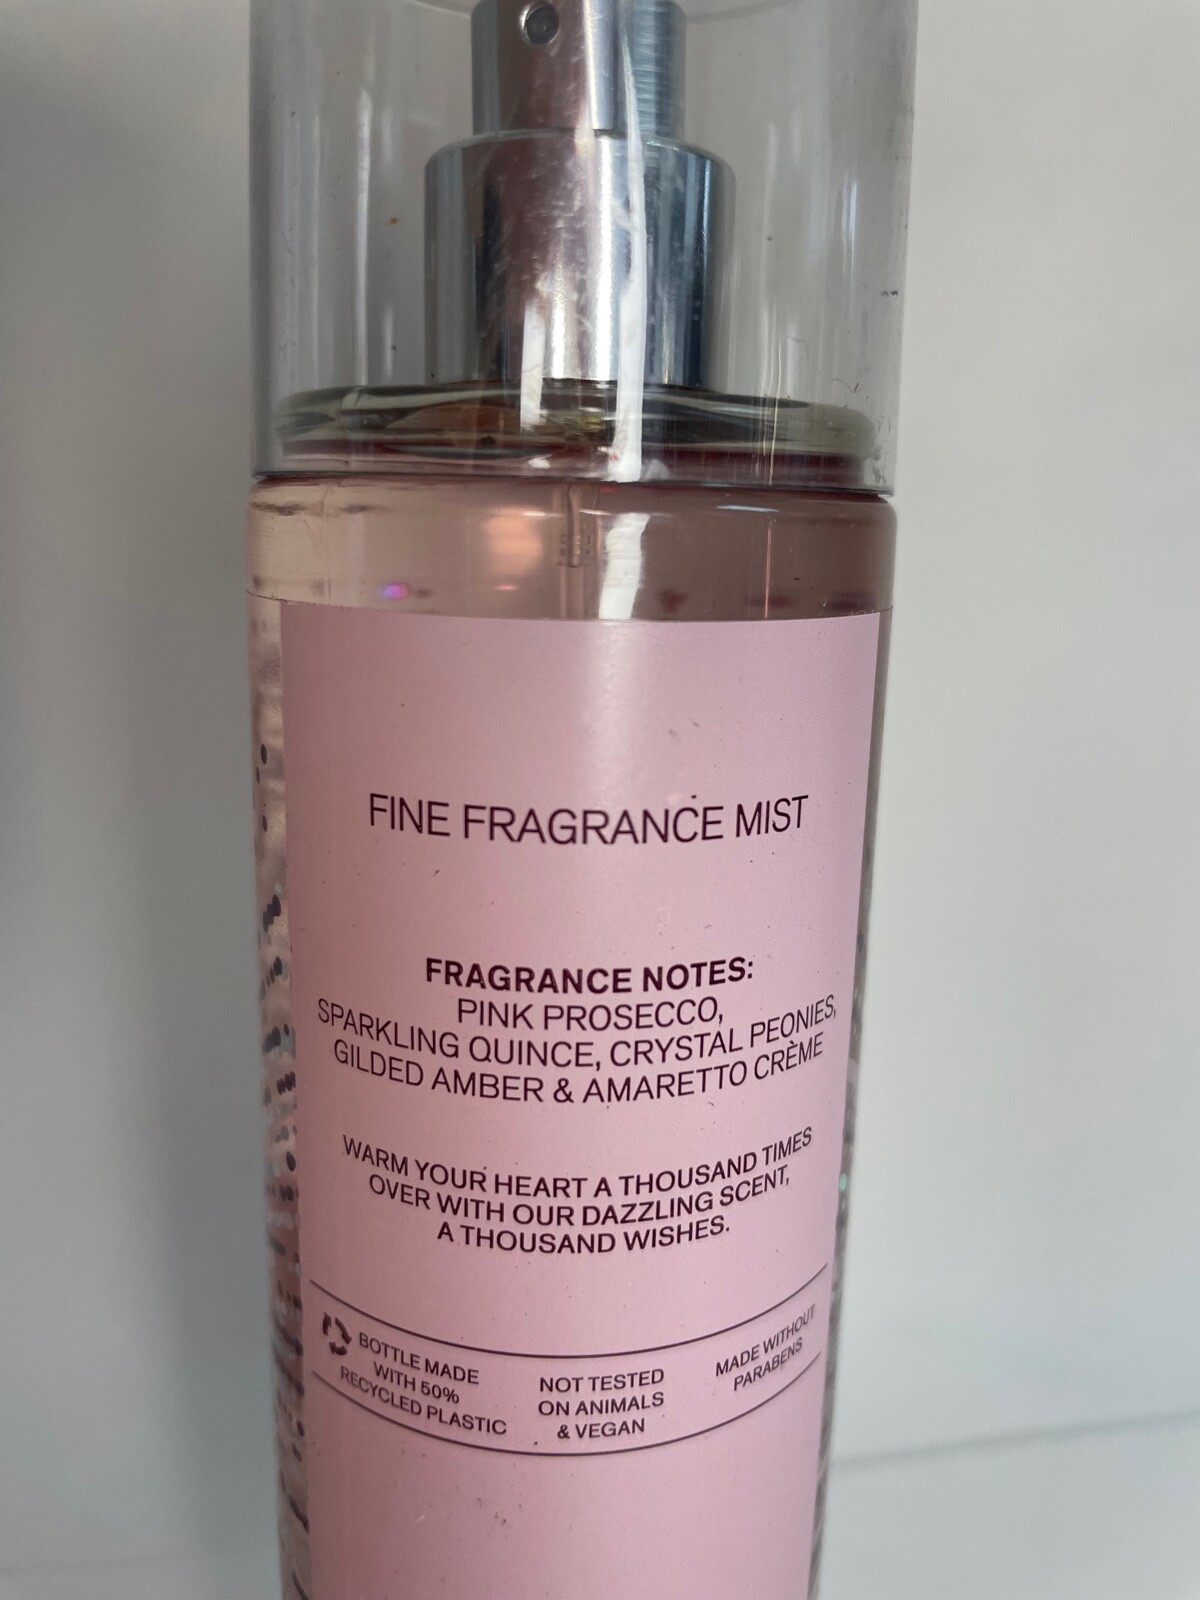 FINE FRAGRANCE MIST
FRAGRANCE NOTES:
PINK PROSECCO,
SPARKLING QUINCE, CRYSTAL PEONIES,
GILDED AMBER & AMARETTO CRÈME
WARM YOUR HEART A THOUSAND TIMES
OVER WITH OUR DAZZLING SCENT,
A THOUSAND WISHES.
BOTTLE MADE
WITH 50%
RECYCLED PLASTIC
NOT TESTED
ON ANIMALS
& VEGAN
MADE WITHOUT
PARABENS